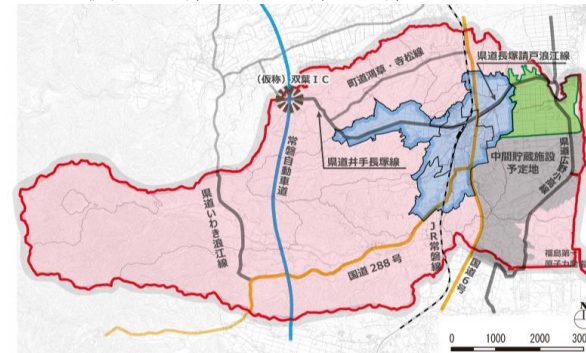 県道長塚請戸浪江線
町道鴻草・寺松線
(仮称)双葉IC
県道井手長塚線
中間貯蔵施設
予定地
常磐自動車道
県道いわき浪江線
JR常磐線
国道288号
国道6号
福島第一
N
0 1000 2000